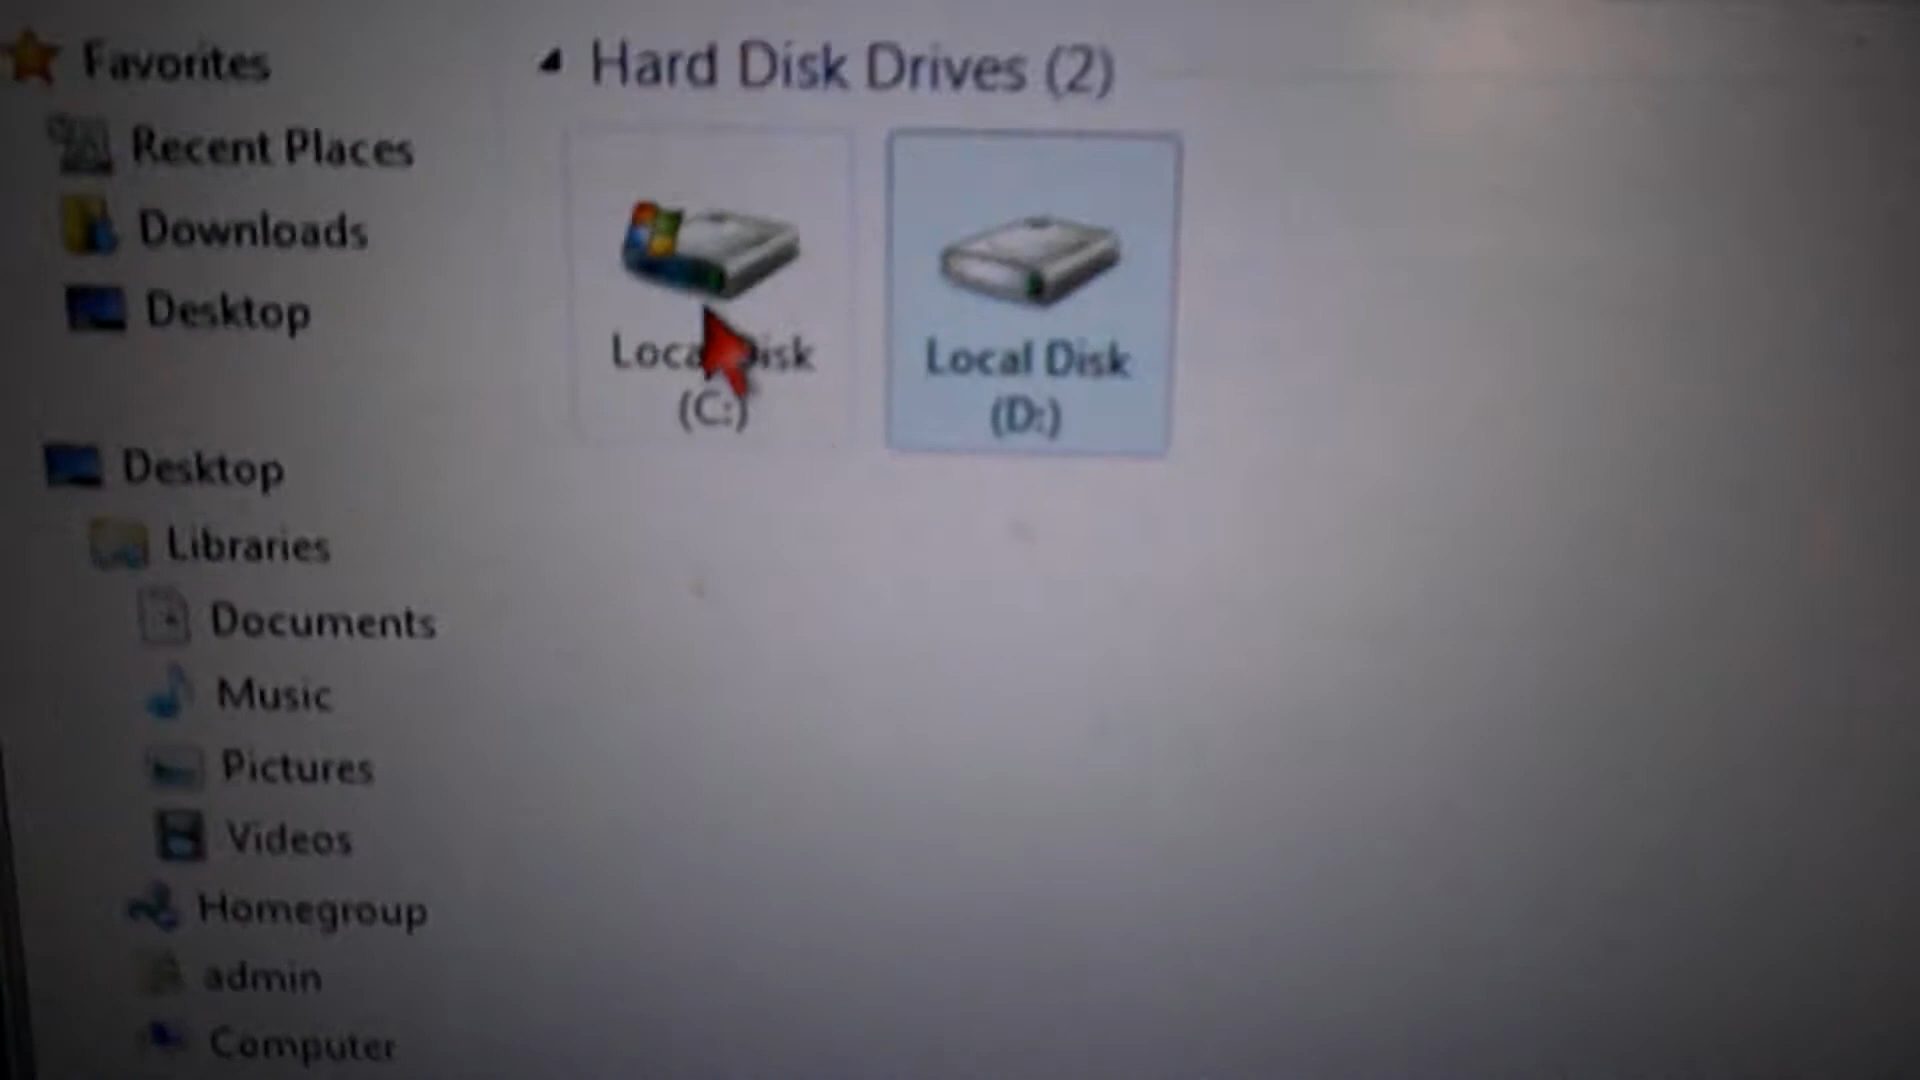 Favorites
Recent Places
Downloads
Desktop
Desktop
Libraries
Documents
Music
Pictures
Videos
Homegroup
admin
Computer
Hard Disk Drives (2)
Local Disk
(C:)
Local Disk
(D:)